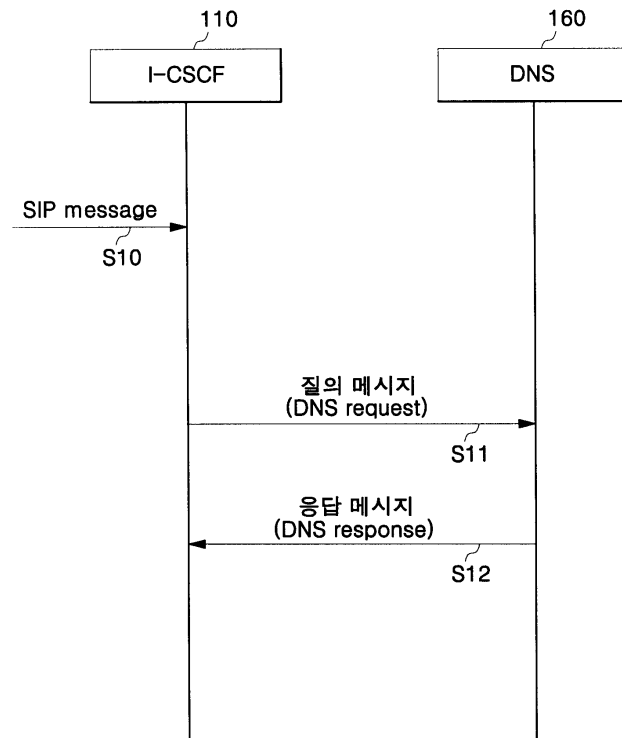 110
160
I-CSCF
DNS
SIP message
S10
질의 메시지
(DNS request)
S11
응답 메시지
(DNS response)
S12